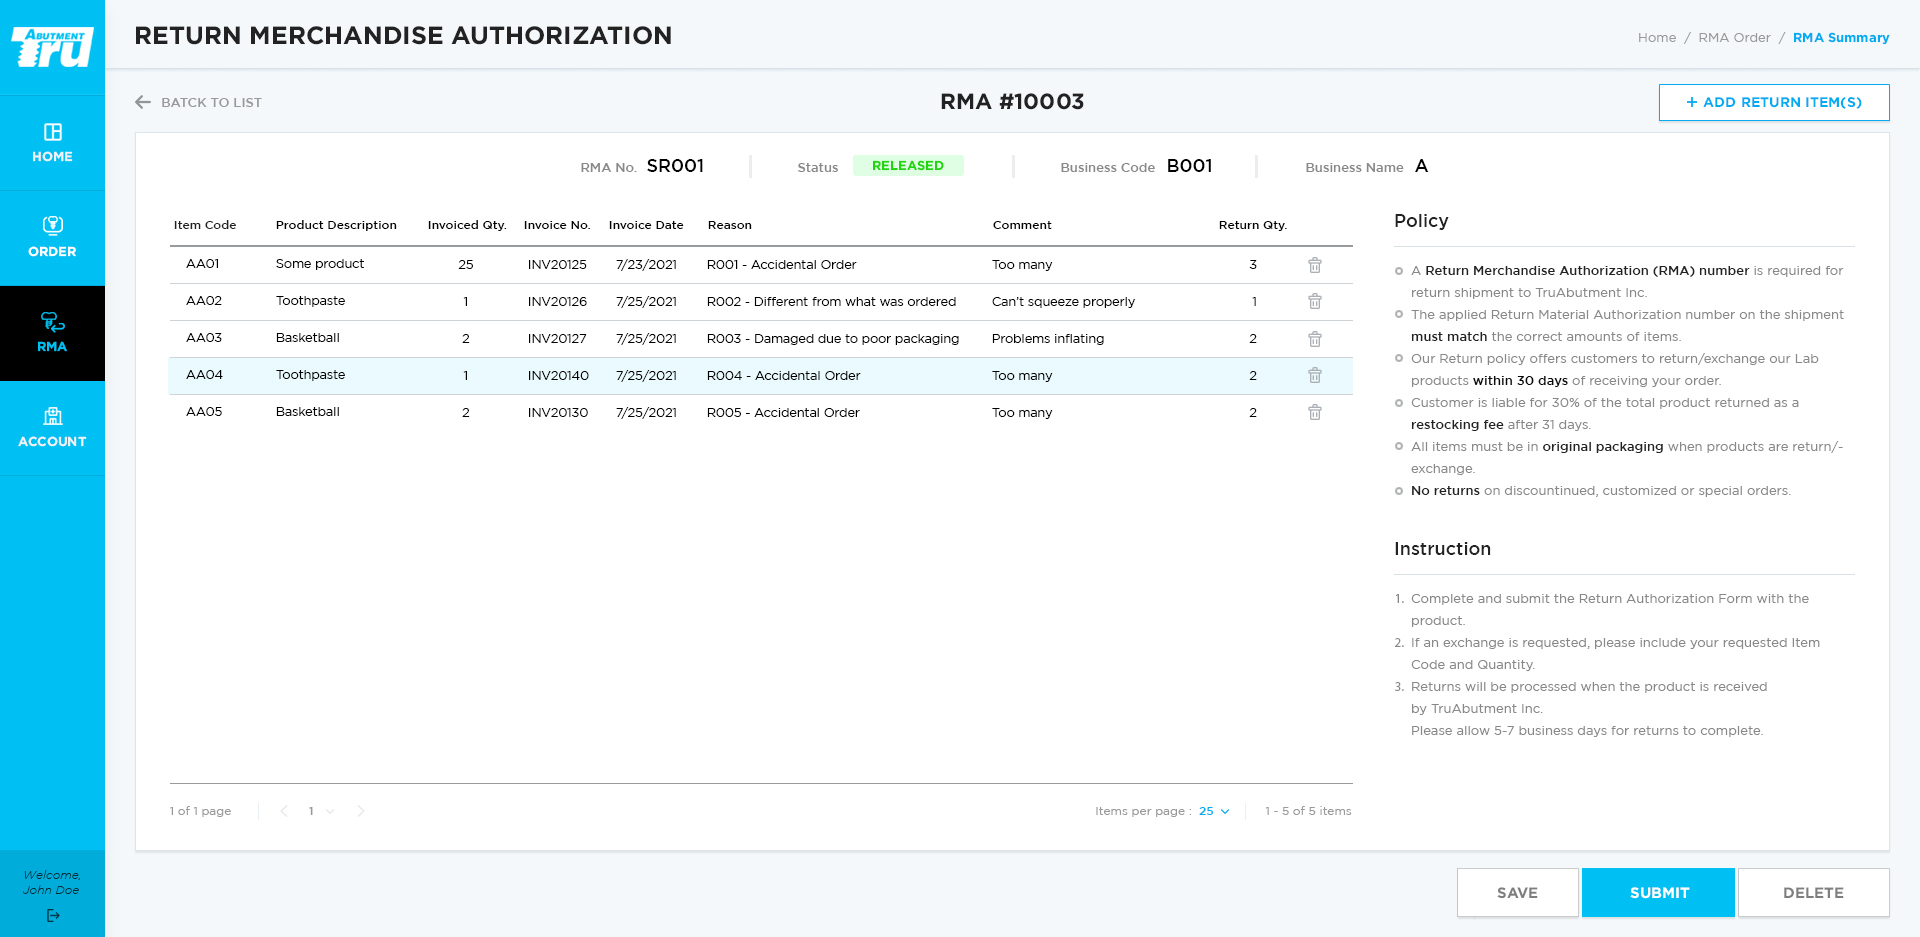 ABUTMENT
Tru
HOME
ORDER
RMA
ACCOUNT
Welcome,
John Doe
RETURN MERCHANDISE AUTHORIZATION
Home / RMA Order / RMA Summary
BATCK TO LIST
RMA #10003
+ ADD RETURN ITEM(S)
RMA No. SR001 Status RELEASED Business Code B001 Business Name A
Item Code Product Description Invoiced Qty. Invoice No. Invoice Date Reason Comment Return Qty.
AA01 Some product 25 INV20125 7/23/2021 R001 - Accidental Order Too many 3
AA02 Toothpaste 1 INV20126 7/25/2021 R002 - Different from what was ordered Can't squeeze properly 1
AA03 Basketball 2 INV20127 7/25/2021 R003 - Damaged due to poor packaging Problems inflating 2
AA04 Toothpaste 1 INV20140 7/25/2021 R004 - Accidental Order Too many 2
AA05 Basketball 2 INV20130 7/25/2021 R005 - Accidental Order Too many 2
1 of 1 page 1 Items per page : 25 1 - 5 of 5 items
Policy
A Return Merchandise Authorization (RMA) number is required for
return shipment to TruAbutment Inc.
The applied Return Material Authorization number on the shipment
must match the correct amounts of items.
Our Return policy offers customers to return/exchange our Lab
products within 30 days of receiving your order.
Customer is liable for 30% of the total product returned as a
restocking fee after 31 days.
All items must be in original packaging when products are return/-
exchange.
No returns on discountinued, customized or special orders.
Instruction
1. Complete and submit the Return Authorization Form with the
product.
2. If an exchange is requested, please include your requested Item
Code and Quantity.
3. Returns will be processed when the product is received
by TruAbutment Inc.
Please allow 5-7 business days for returns to complete.
SAVE
SUBMIT
DELETE